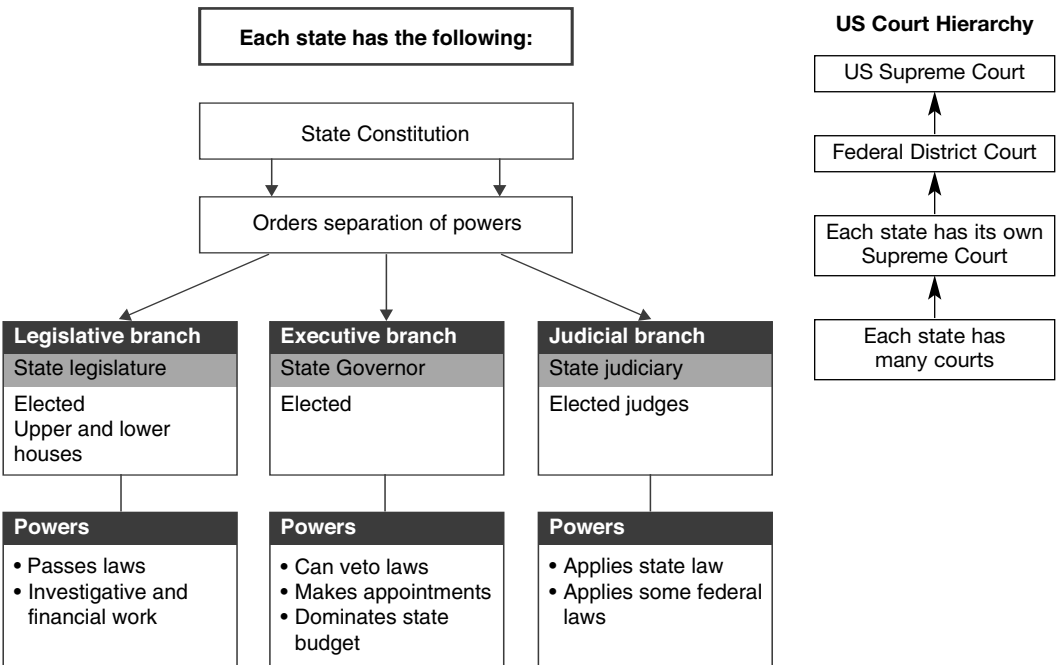 Each state has the following:
State Constitution
Orders separation of powers
Legislative branch
State legislature
Elected
Upper and lower
houses
Powers
• Passes laws
• Investigative and
financial work
Executive branch
State Governor
Elected
Powers
• Can veto laws
• Makes appointments
• Dominates state
budget
Judicial branch
State judiciary
Elected judges
Powers
• Applies state law
• Applies some federal
laws
US Court Hierarchy
US Supreme Court
Federal District Court
Each state has its own
Supreme Court
Each state has
many courts